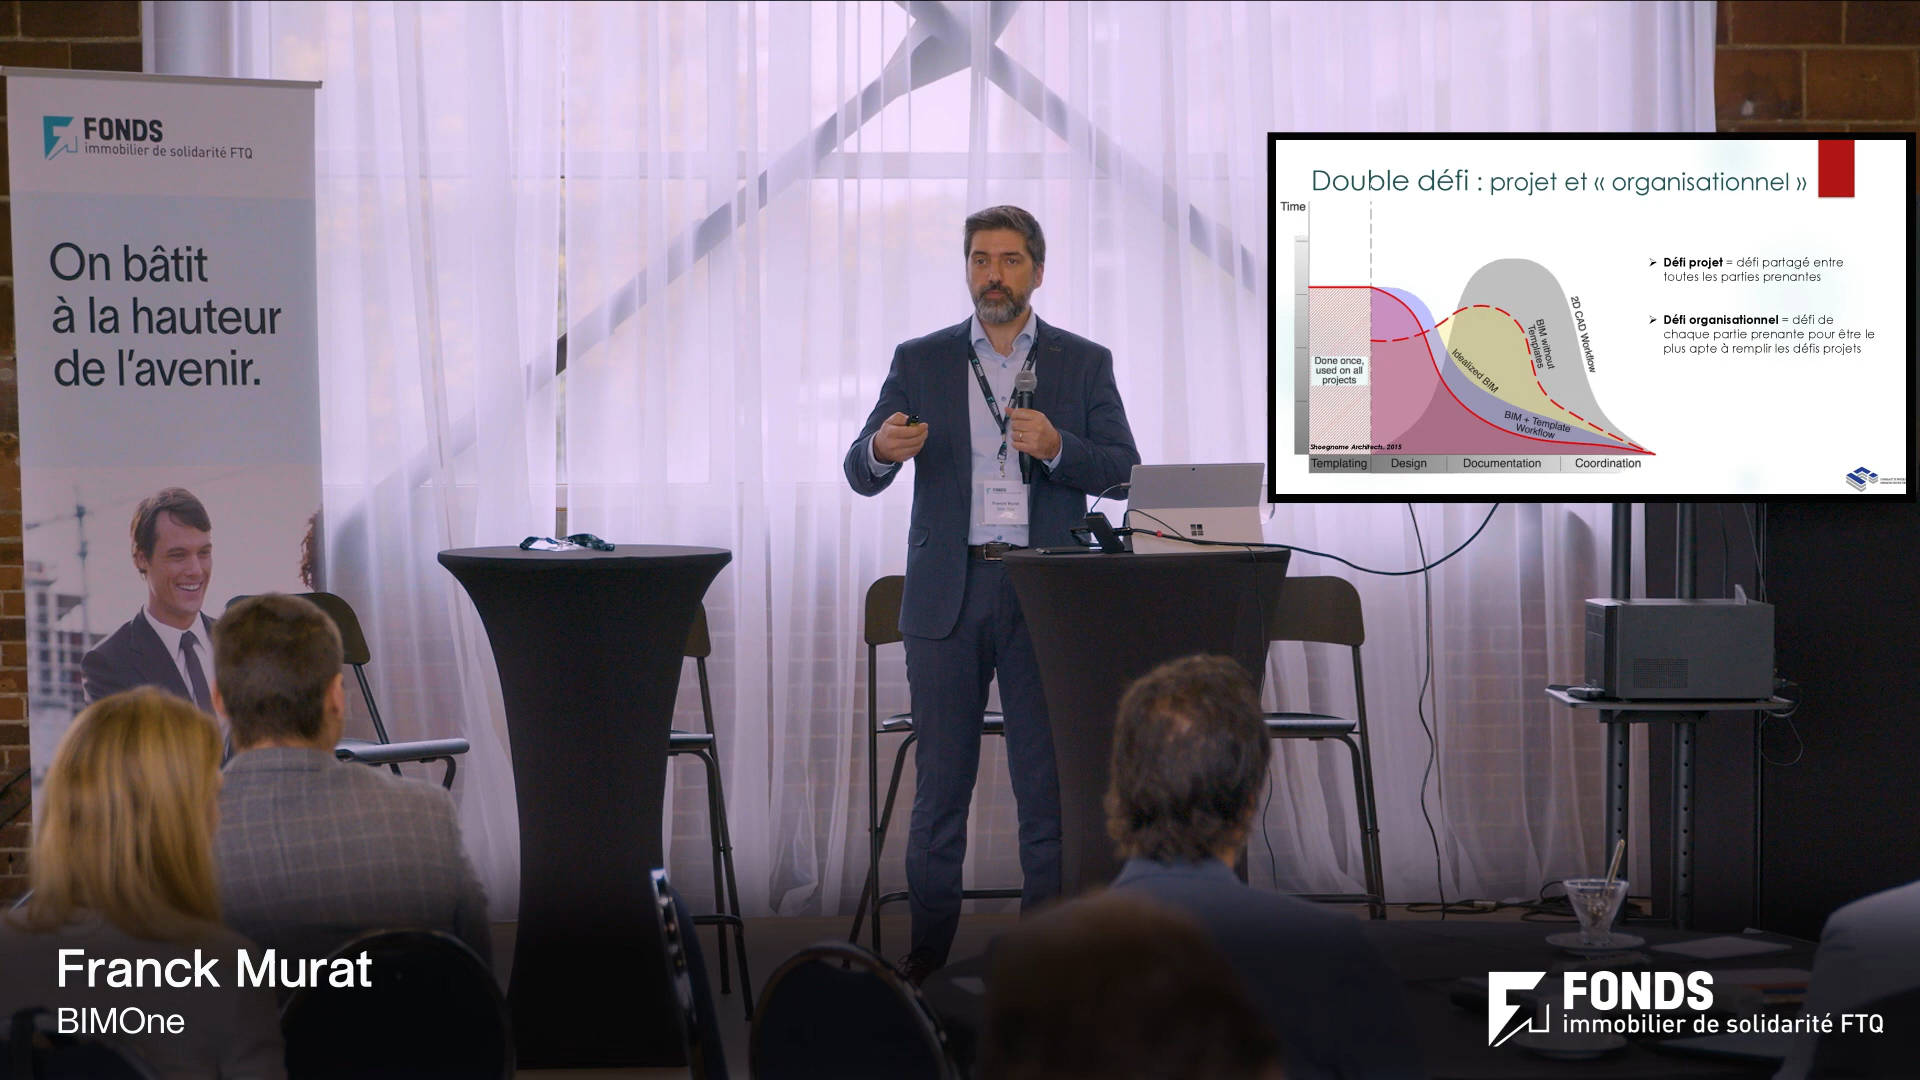 FONDS
immobilier de solidarité FTQ
On bâtit
à la hauteur
de l'avenir.
Double défi : projet et « organisationnel »
Time
Done once,
used on all
projects
Idealized BIM
BIM without
Templates
2D CAD Workflow
BIM + Template
Workflow
Shoegnome Architects, 2015
Templating
Design
Documentation
Coordination
➢ Défi projet = défi partagé entre
toutes les parties prenantes
➢ Défi organisationnel = défi de
chaque partie prenante pour être le
plus apte à remplir les défis projets
FONDS
Franck Murat
Franck Murat
BIMOne
FONDS
immobilier de solidarité FTQ